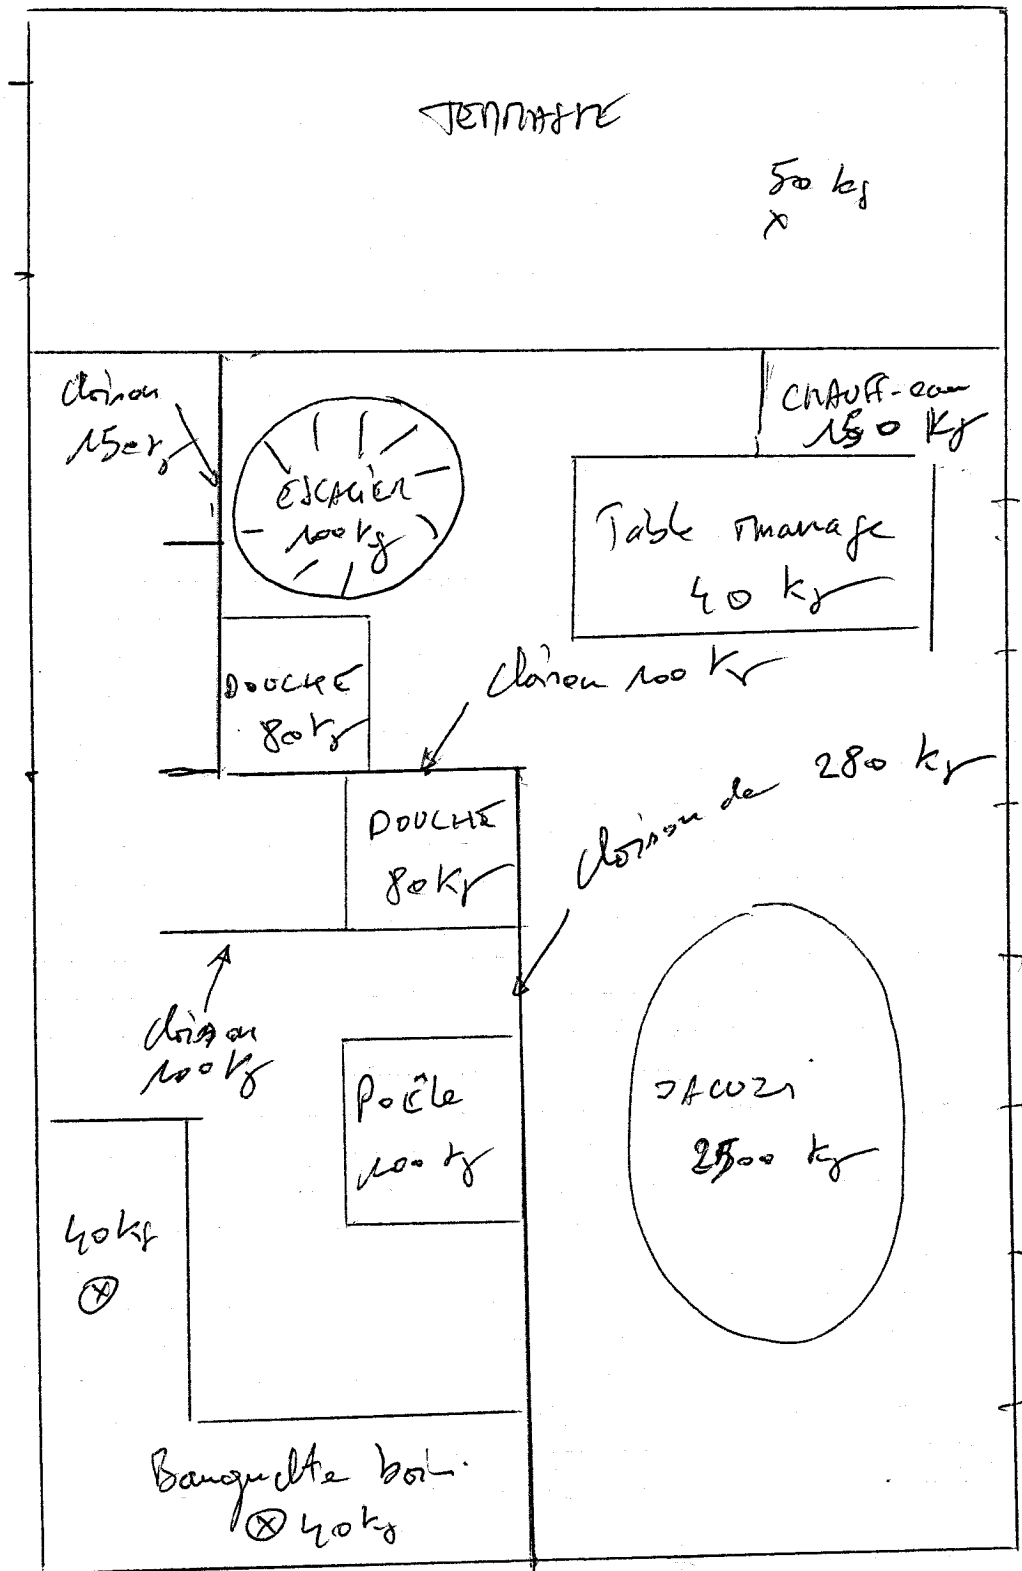 TERRASSE
50 kg
x
Cloison
150 kg
ESCALIER
100 kg
CHAUFF-eau
150 kg
Table massage
40 kg
DOUCHE
80 kg
Cloison 100 kg
Cloison de 280 kg
DOUCHE
80 kg
Cloison
100 kg
Poêle
100 kg
JACUZI
2500 kg
40 kg
Banquette bois.
40 kg